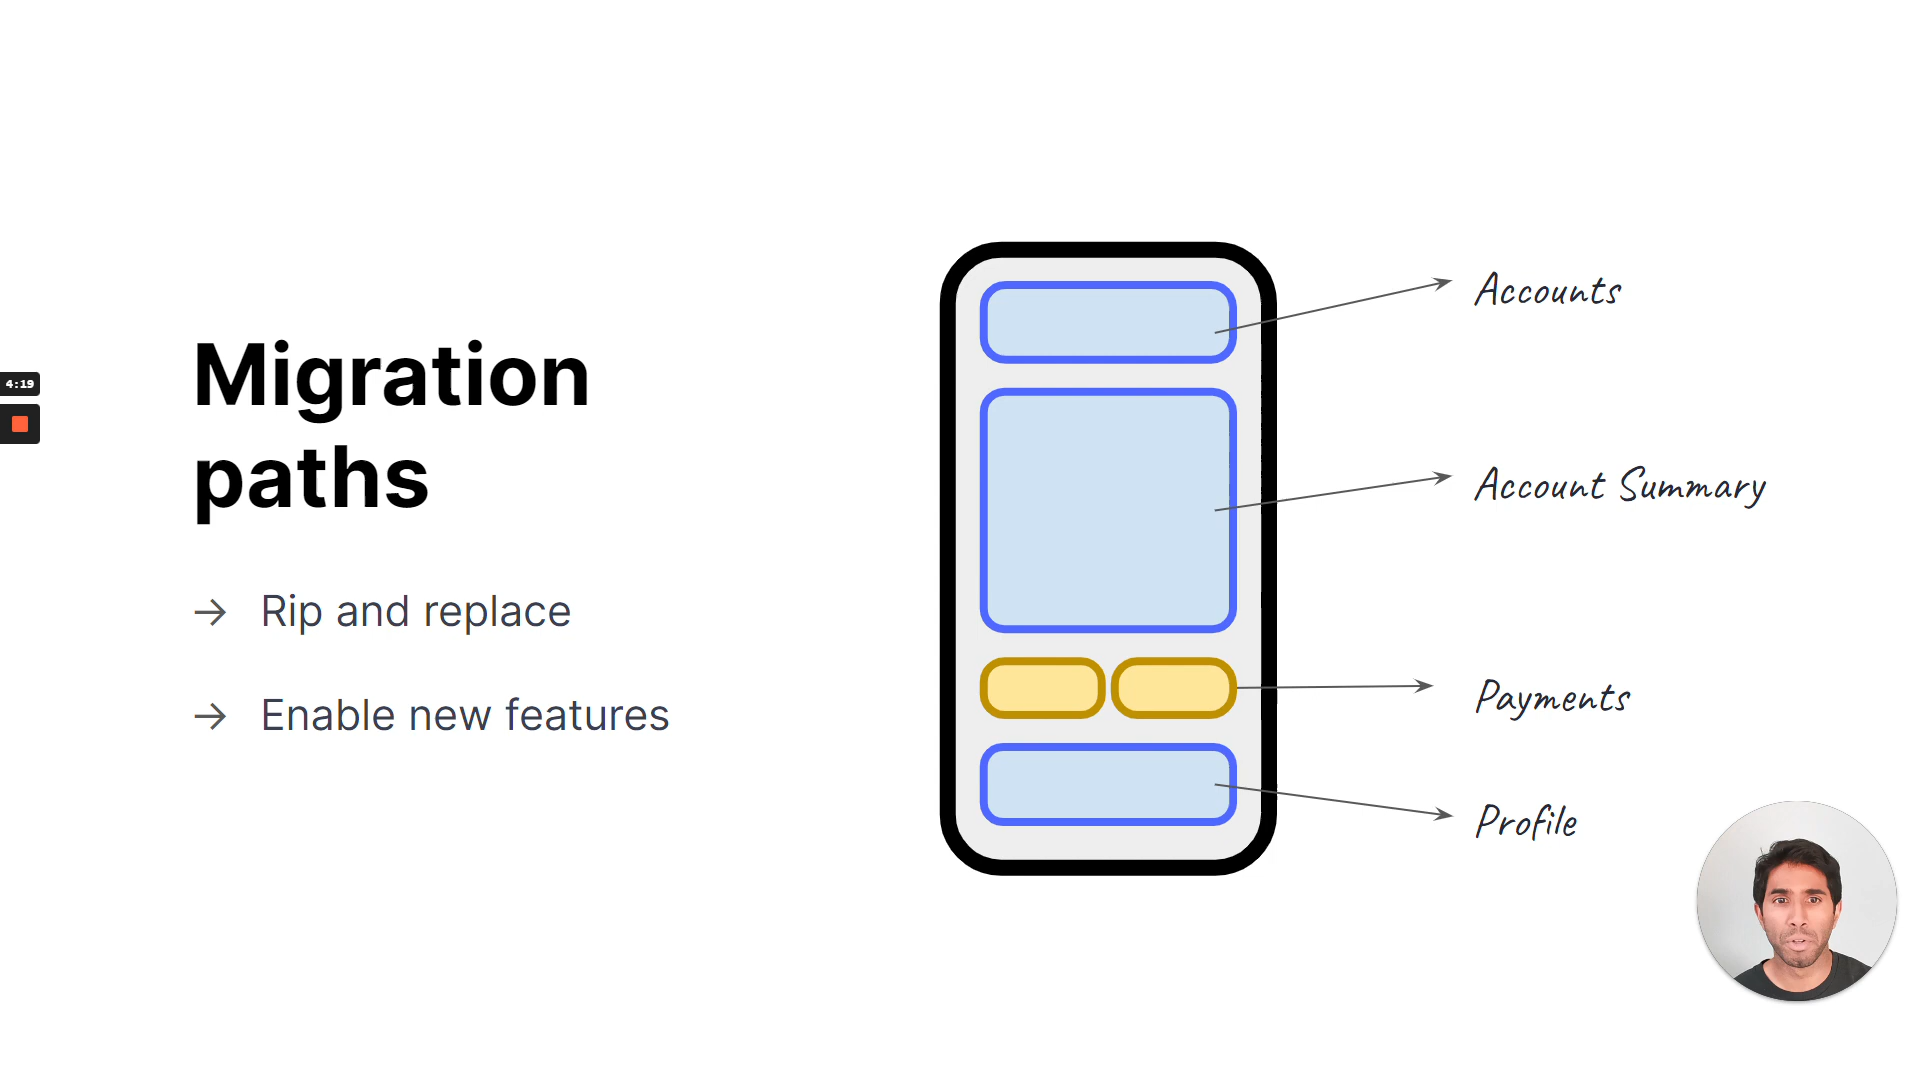 Migration
paths
→ Rip and replace
→ Enable new features
Accounts
Account Summary
Payments
Profile
4:19